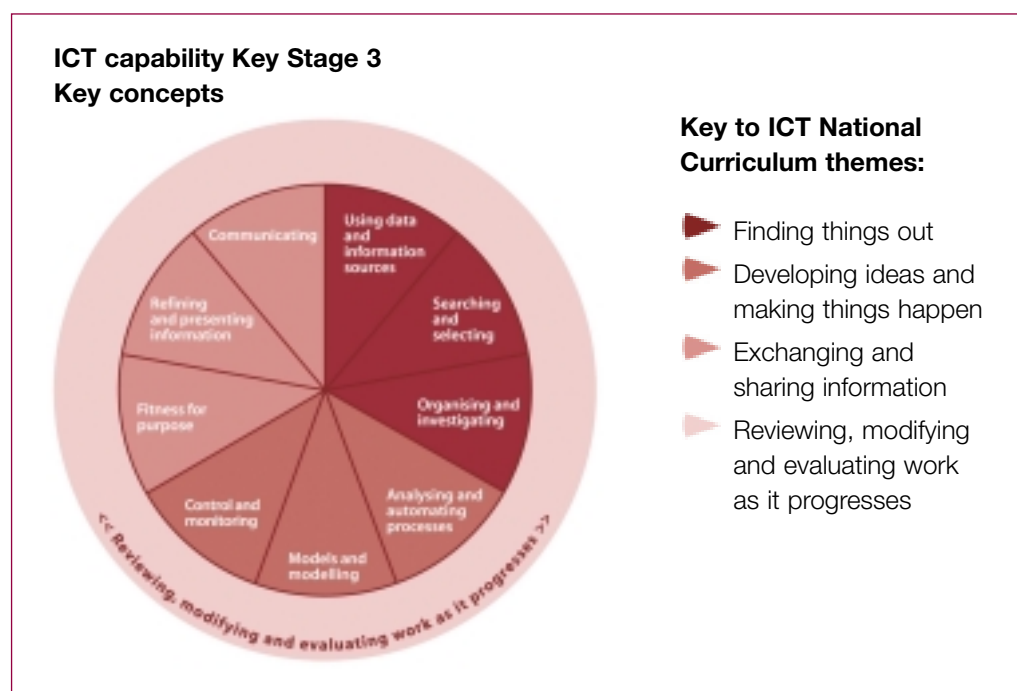 ICT capability Key Stage 3
Key concepts
Communicating
Using data
and
information
sources
Searching
and
selecting
Organising and
investigating
Analysing and
automating
processes
Models and
modelling
Control and
monitoring
Fitness for
purpose
Refining
and presenting
information
<< Reviewing, modifying and evaluating work as it progresses >>
Key to ICT National
Curriculum themes:
Finding things out
Developing ideas and
making things happen
Exchanging and
sharing information
Reviewing, modifying
and evaluating work
as it progresses